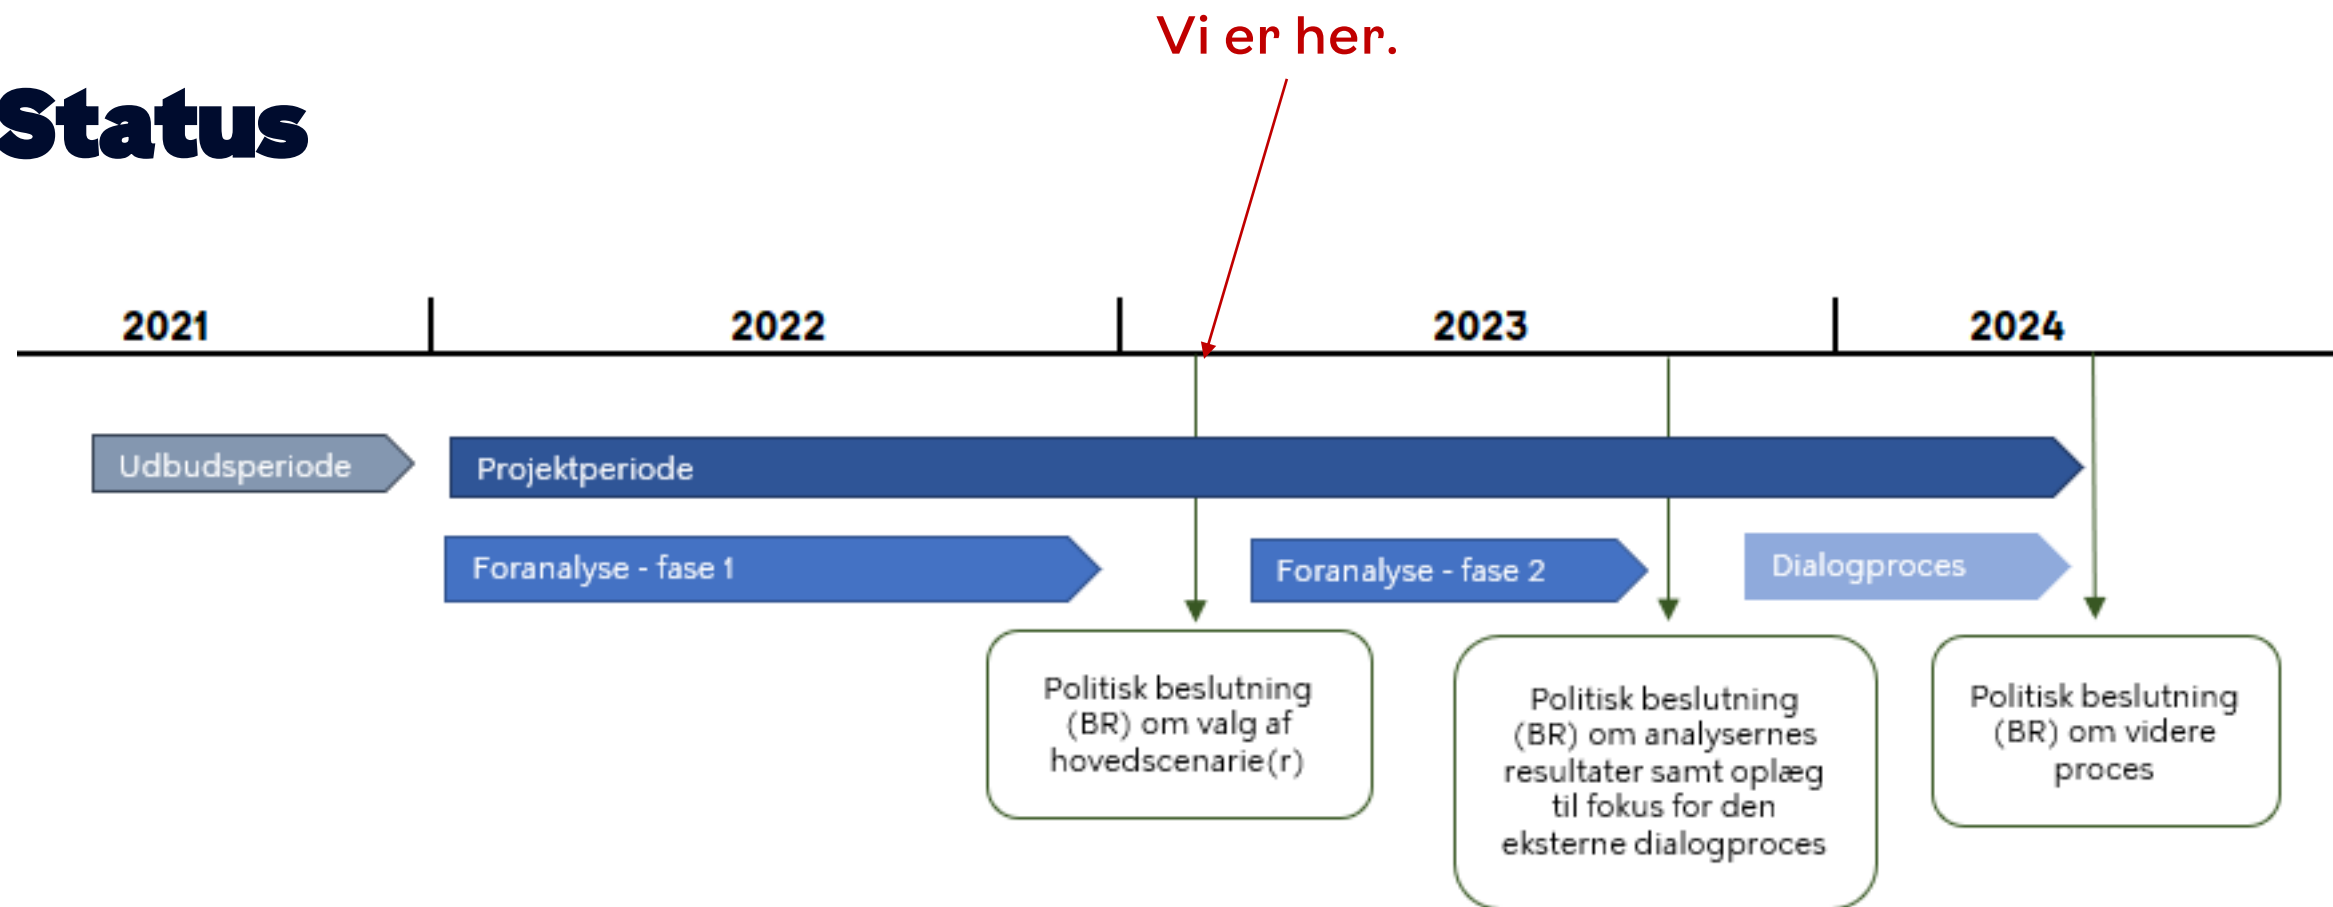 Vi er her.
Status
2021
2022
2023
2024
Udbudsperiode
Projektperiode
Foranalyse - fase 1
Foranalyse - fase 2
Dialogproces
Politisk beslutning
(BR) om valg af
hovedscenarie(r)
Politisk beslutning
(BR) om analysernes
resultater samt oplæg
til fokus for den
eksterne dialogproces
Politisk beslutning
(BR) om videre
proces